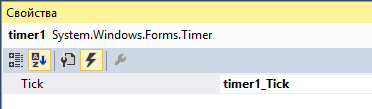 Свойства
timer1 System.Windows.Forms.Timer
Tick timer1_Tick